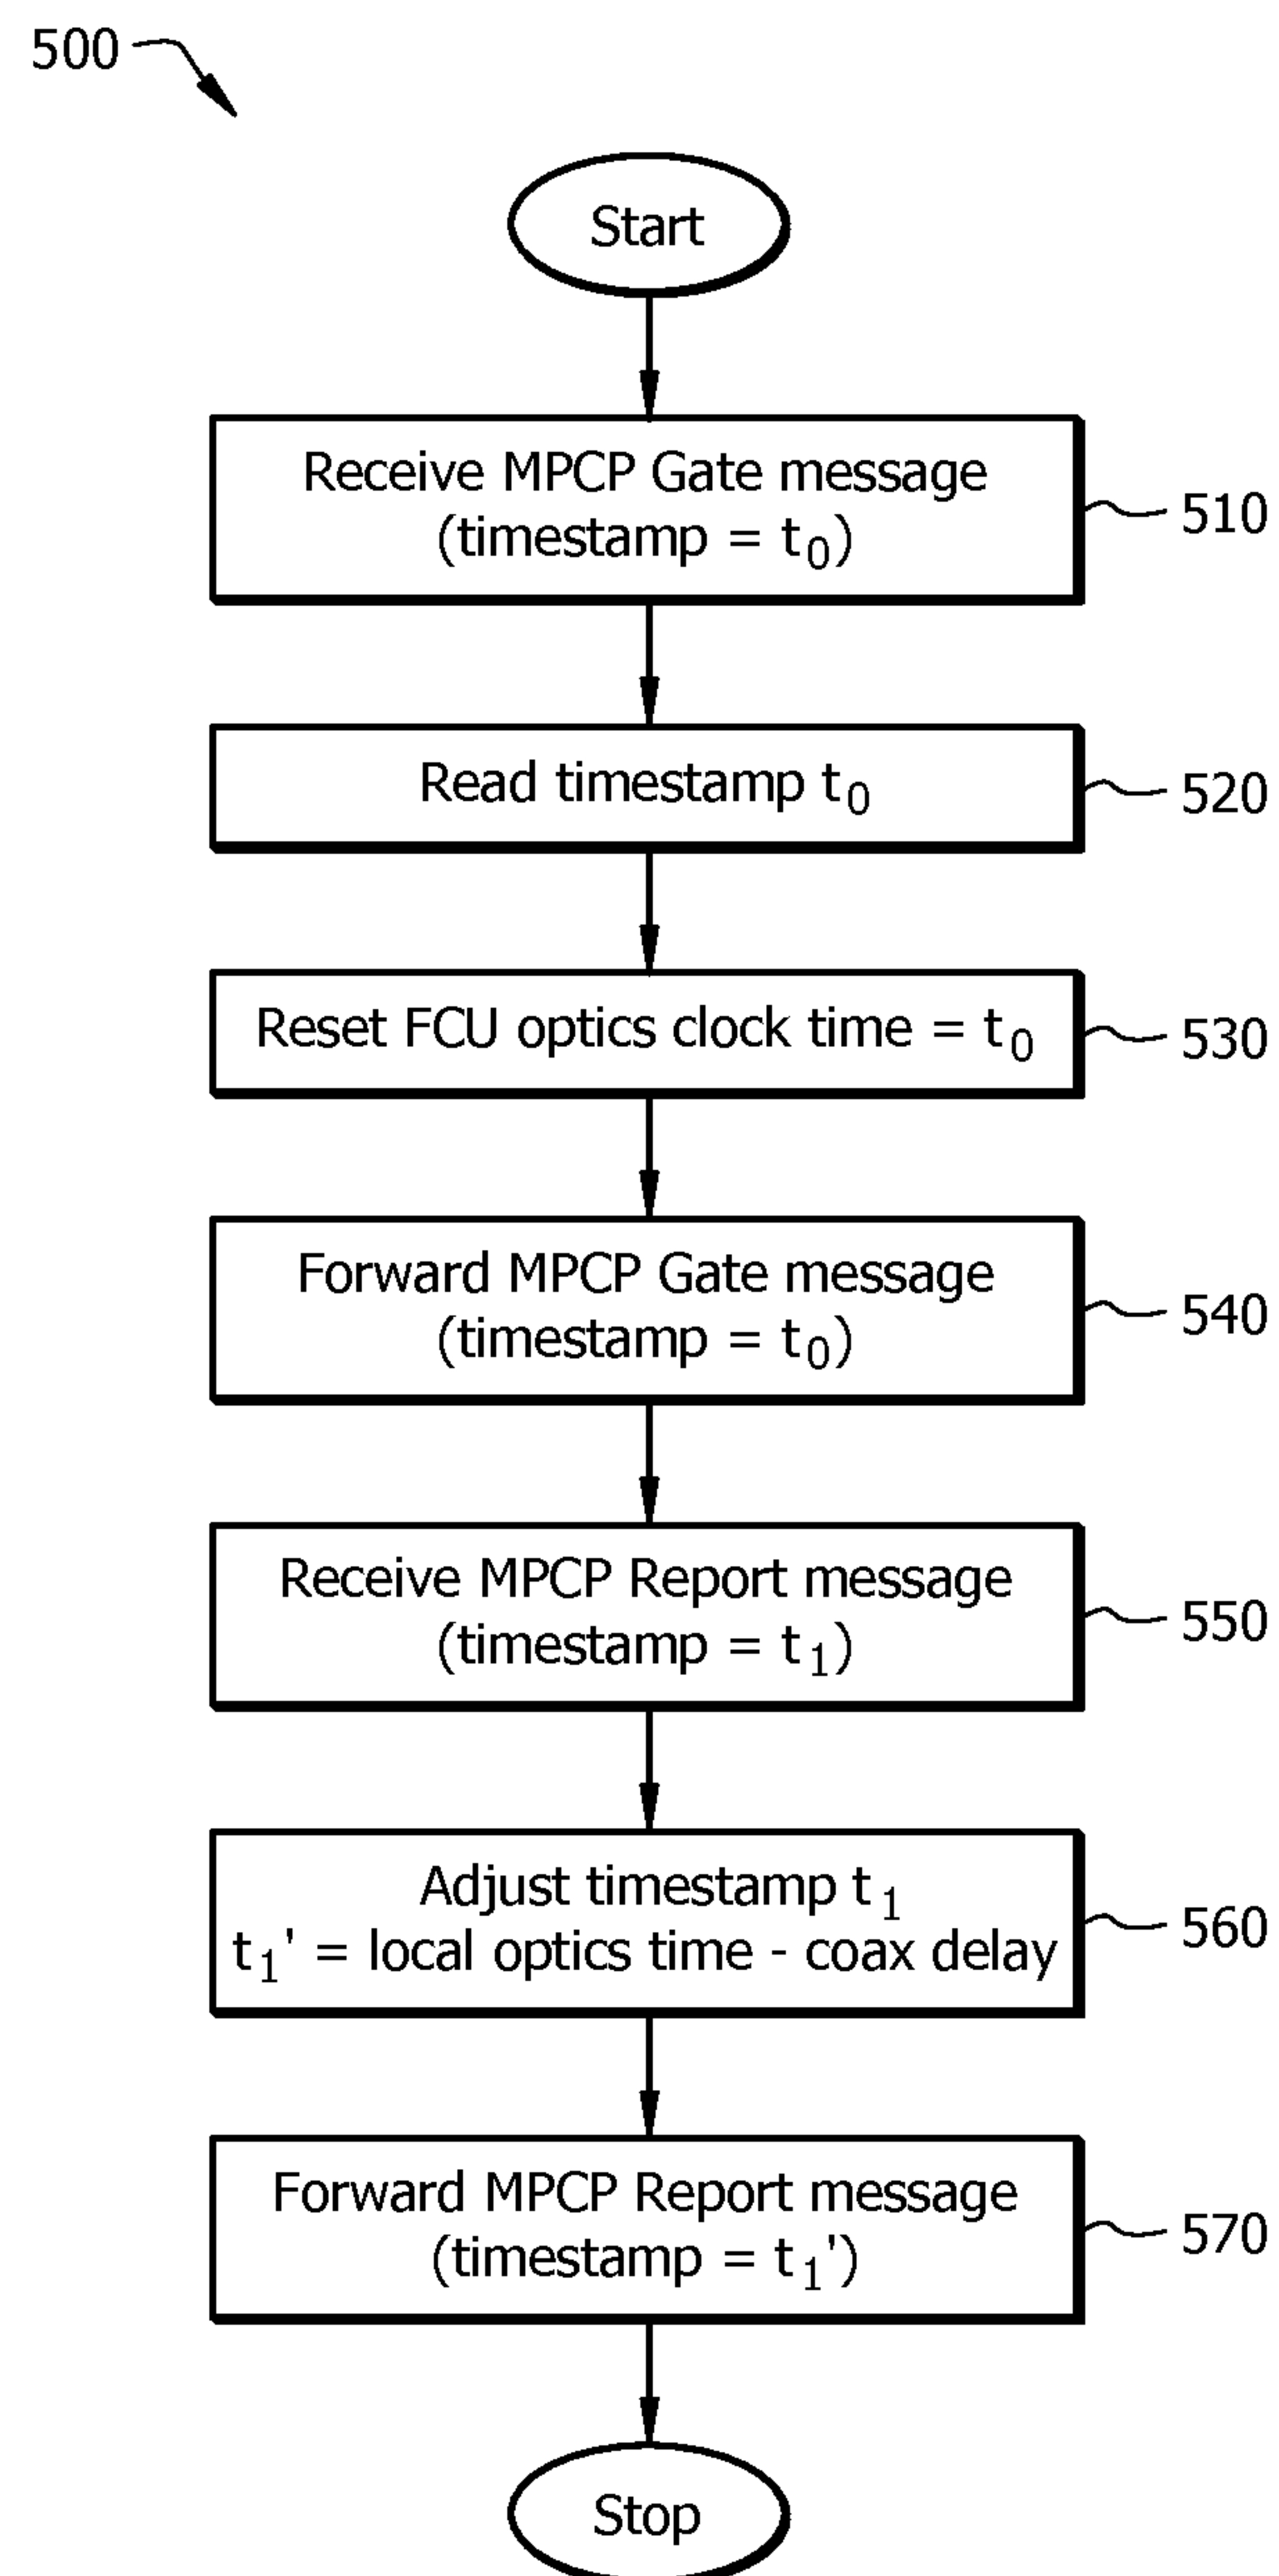 500
Start
Receive MPCP Gate message
(timestamp = t₀)
510
Read timestamp t₀
520
Reset FCU optics clock time = t₀
530
Forward MPCP Gate message
(timestamp = t₀)
540
Receive MPCP Report message
(timestamp = t₁)
550
Adjust timestamp t₁
t₁' = local optics time - coax delay
560
Forward MPCP Report message
(timestamp = t₁')
570
Stop